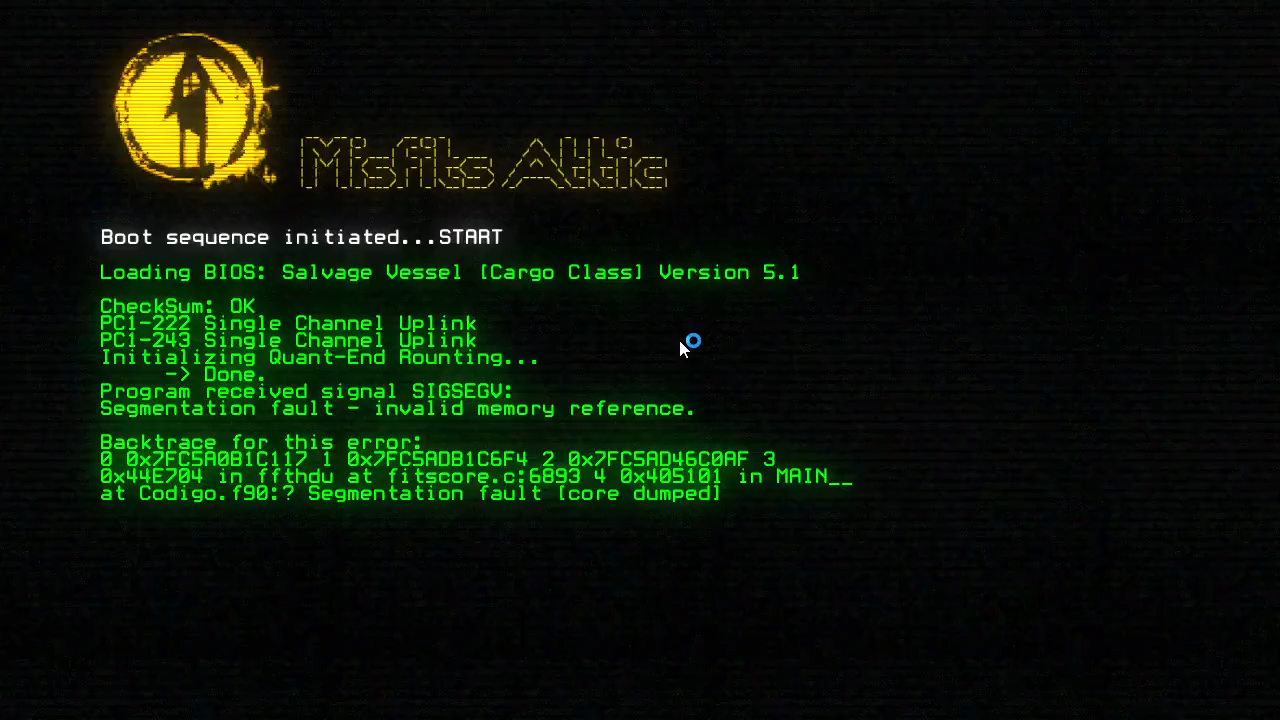 Misfits Attic
Boot sequence initiated...START
Loading BIOS: Salvage Vessel [Cargo Class] Version 5.1
CheckSum: OK
PC1-222 Single Channel Uplink
PC1-243 Single Channel Uplink
Initializing Quant-End Rounting...
-> Done.
Program received signal SIGSEGV:
Segmentation fault - invalid memory reference.
Backtrace for this error:
0 0x7FC5A0B1C117 1 0x7FC5ADB1C6F4 2 0x7FC5AD46C0AF 3
0x44E704 in ffthdu at fitscore.c:6893 4 0x405101 in MAIN__
at Codigo.f90:? Segmentation fault [core dumped]